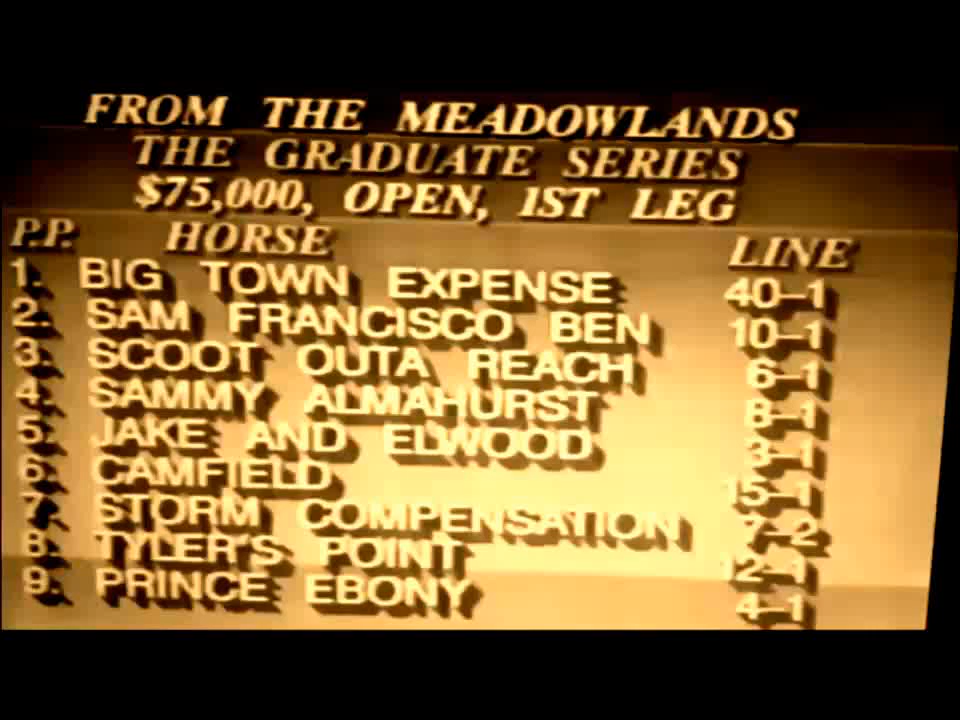 FROM THE MEADOWLANDS
THE GRADUATE SERIES
$75,000, OPEN, 1ST LEG
P.P. HORSE LINE
1. BIG TOWN EXPENSE 40-1
2. SAM FRANCISCO BEN 10-1
3. SCOOT OUTA REACH 6-1
4. SAMMY ALMAHURST 8-1
5. JAKE AND ELWOOD 3-1
6. CAMFIELD 15-1
7. STORM COMPENSATION 7-2
8. TYLER'S POINT 12-1
9. PRINCE EBONY 4-1